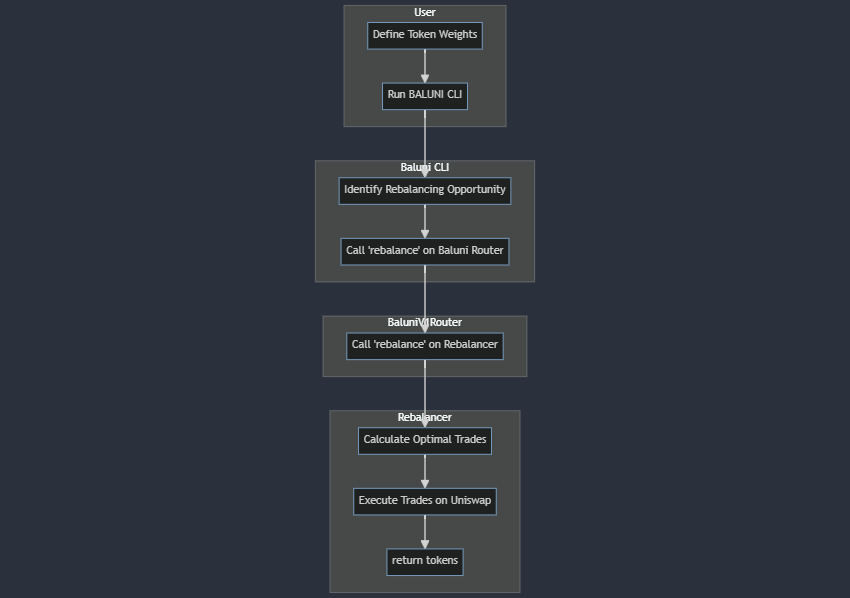 User
Define Token Weights
Run BALUNI CLI
Baluni CLI
Identify Rebalancing Opportunity
Call 'rebalance' on Baluni Router
BaluniV1Router
Call 'rebalance' on Rebalancer
Rebalancer
Calculate Optimal Trades
Execute Trades on Uniswap
return tokens